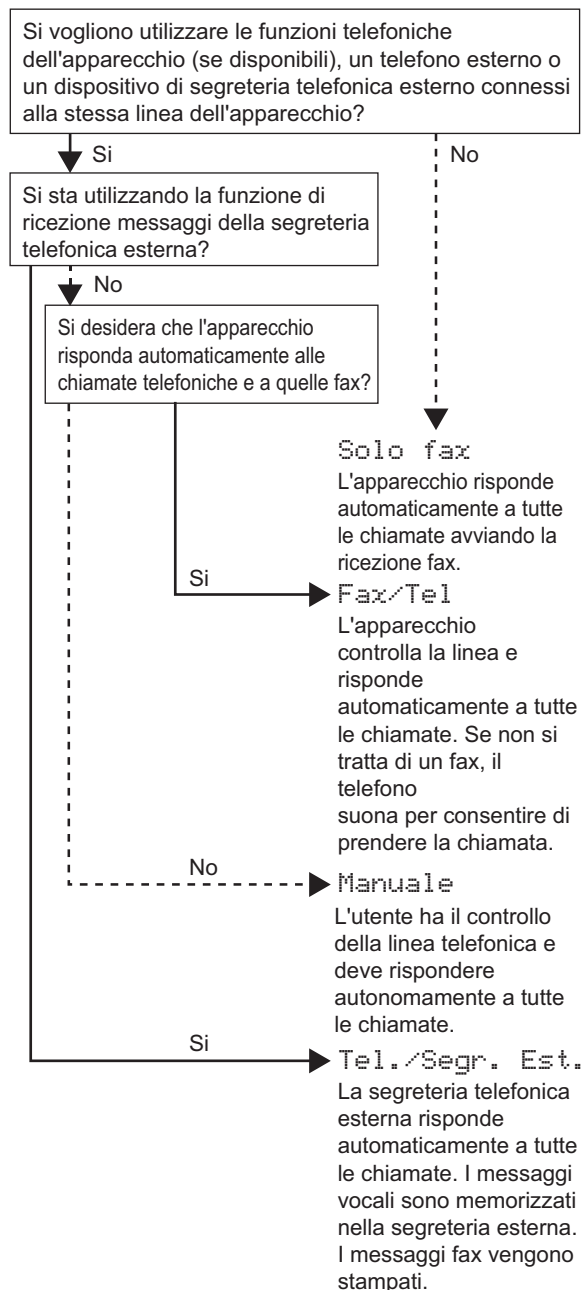 Si vogliono utilizzare le funzioni telefoniche
dell'apparecchio (se disponibili), un telefono esterno o
un dispositivo di segreteria telefonica esterno connessi
alla stessa linea dell'apparecchio?
Si
No
Si sta utilizzando la funzione di
ricezione messaggi della segreteria
telefonica esterna?
No
Si desidera che l'apparecchio
risponda automaticamente alle
chiamate telefoniche e a quelle fax?
Solo fax
L'apparecchio risponde
automaticamente a tutte
le chiamate avviando la
ricezione fax.
Si
Fax/Tel
L'apparecchio
controlla la linea e
risponde
automaticamente a tutte
le chiamate. Se non si
tratta di un fax, il
telefono
suona per consentire di
prendere la chiamata.
No
Manuale
L'utente ha il controllo
della linea telefonica e
deve rispondere
autonomamente a tutte
le chiamate.
Si
Tel./Segr. Est.
La segreteria telefonica
esterna risponde
automaticamente a tutte
le chiamate. I messaggi
vocali sono memorizzati
nella segreteria esterna.
I messaggi fax vengono
stampati.